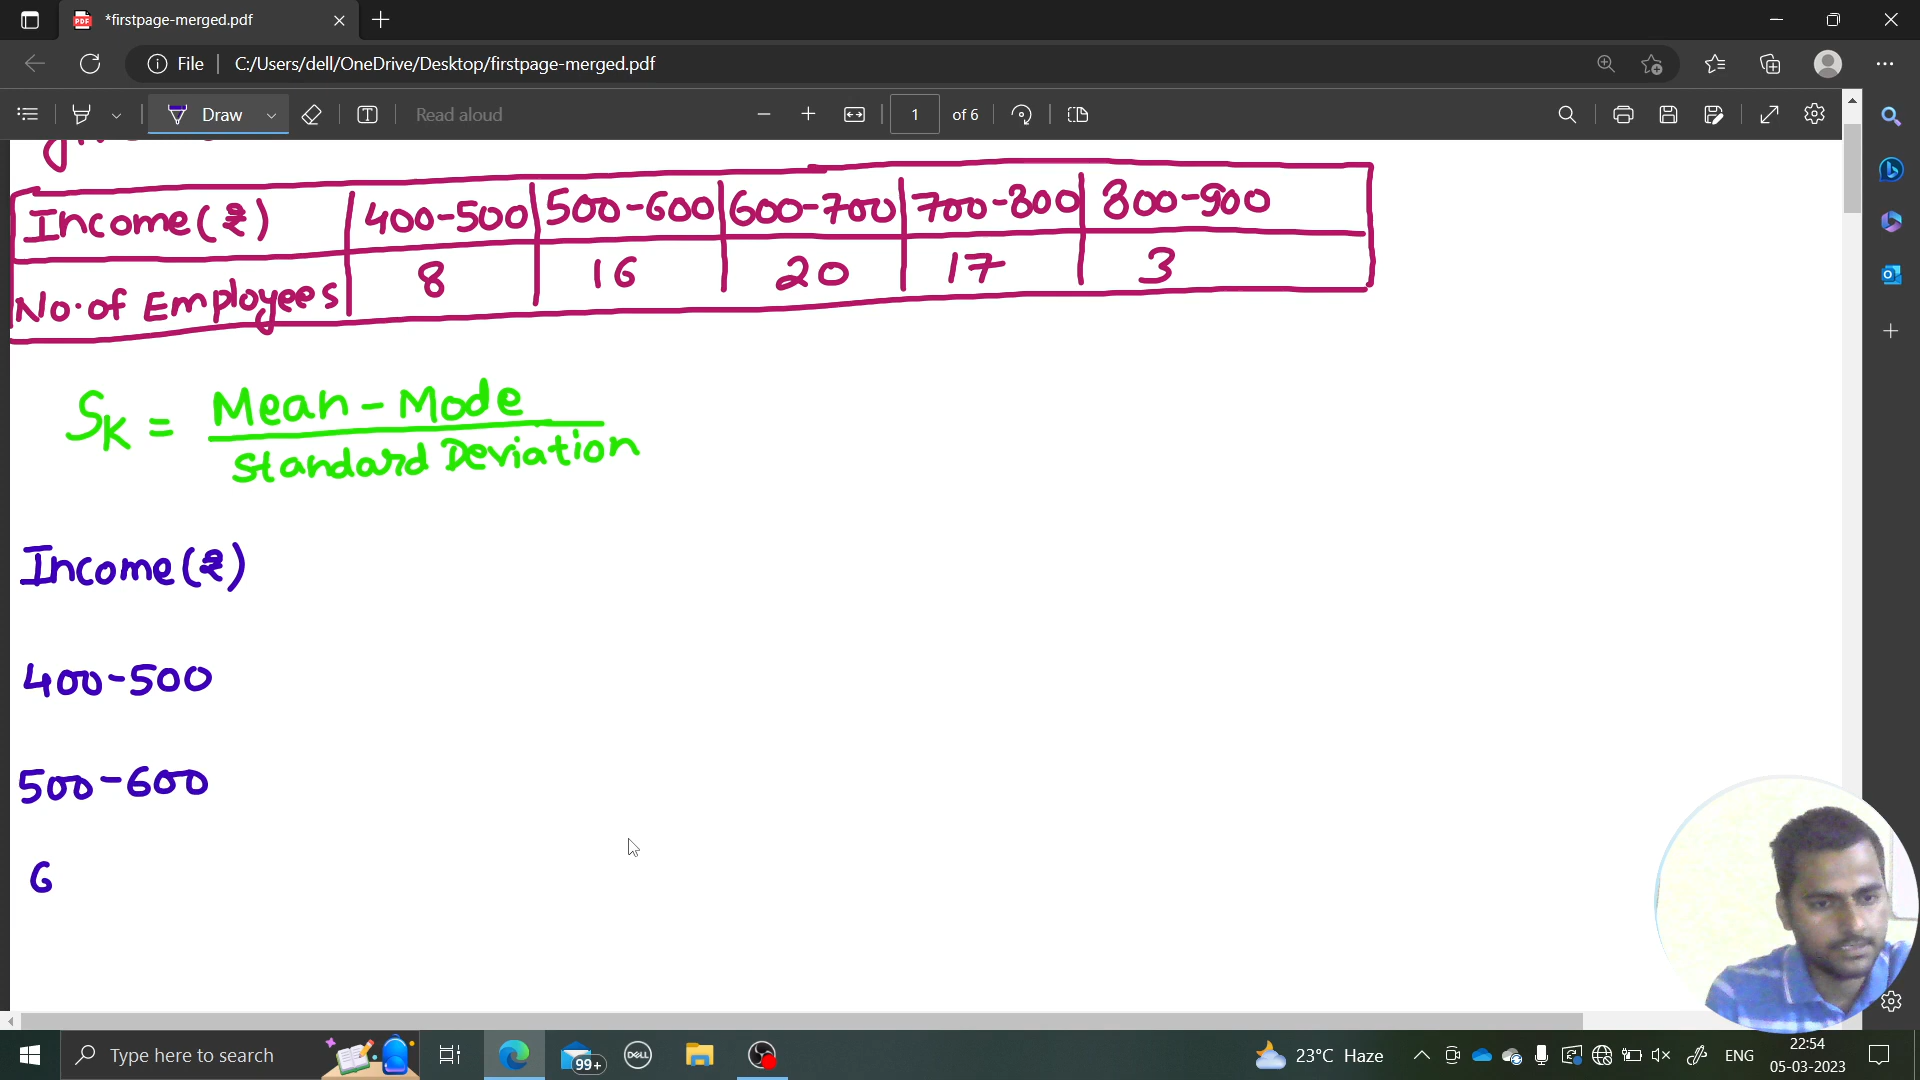 *firstpage-merged.pdf
File C:/Users/dell/OneDrive/Desktop/firstpage-merged.pdf
Draw Read aloud 1 of 6
Income(₹) 400-500 500-600 600-700 700-800 800-900
No.of Employees 8 16 20 17 3
SK = Mean-Mode
Standard Deviation
Income(₹)
400-500
500-600
6
Type here to search 99+ DELL 23°C Haze ENG 22:54
05-03-2023